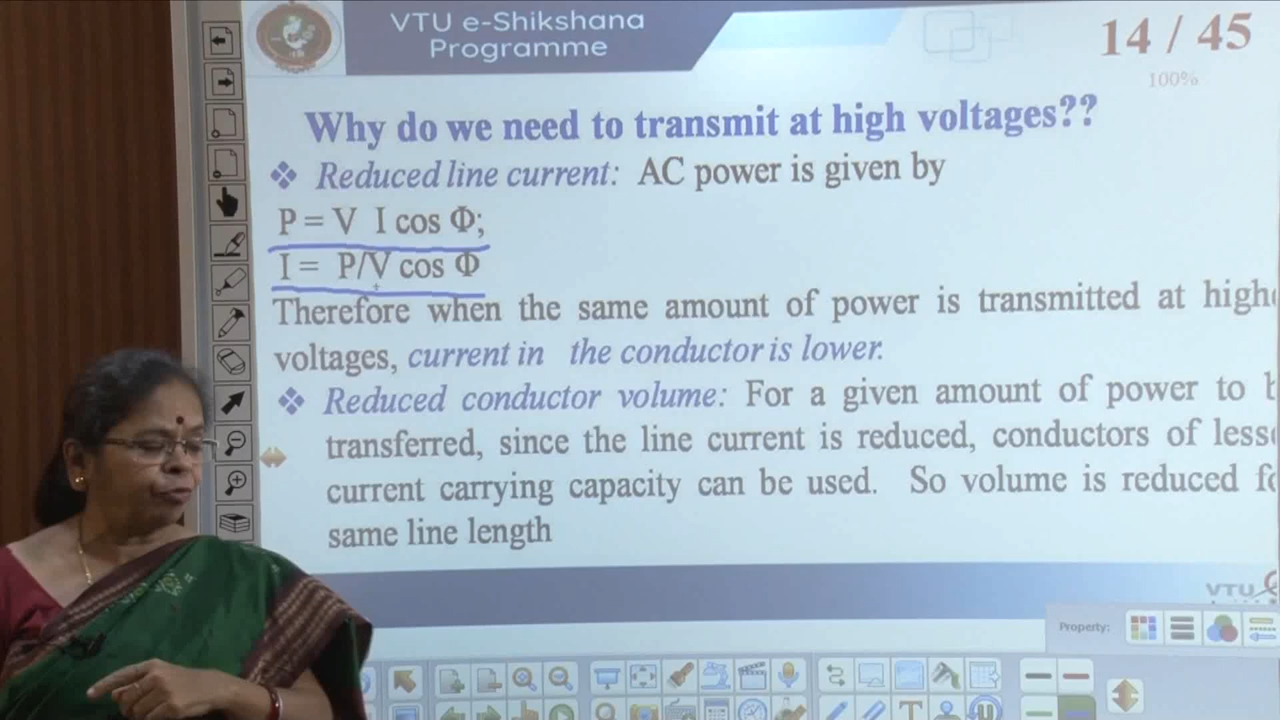 VTU e-Shikshana
Programme
14 / 45
100%
Why do we need to transmit at high voltages??
❖ Reduced line current: AC power is given by
P = V I cos Φ;
I = P/V cos Φ
Therefore when the same amount of power is transmitted at high
voltages, current in the conductor is lower.
❖ Reduced conductor volume: For a given amount of power to
transferred, since the line current is reduced, conductors of
current carrying capacity can be used. So volume is reduced
same line length
VTU
Property: